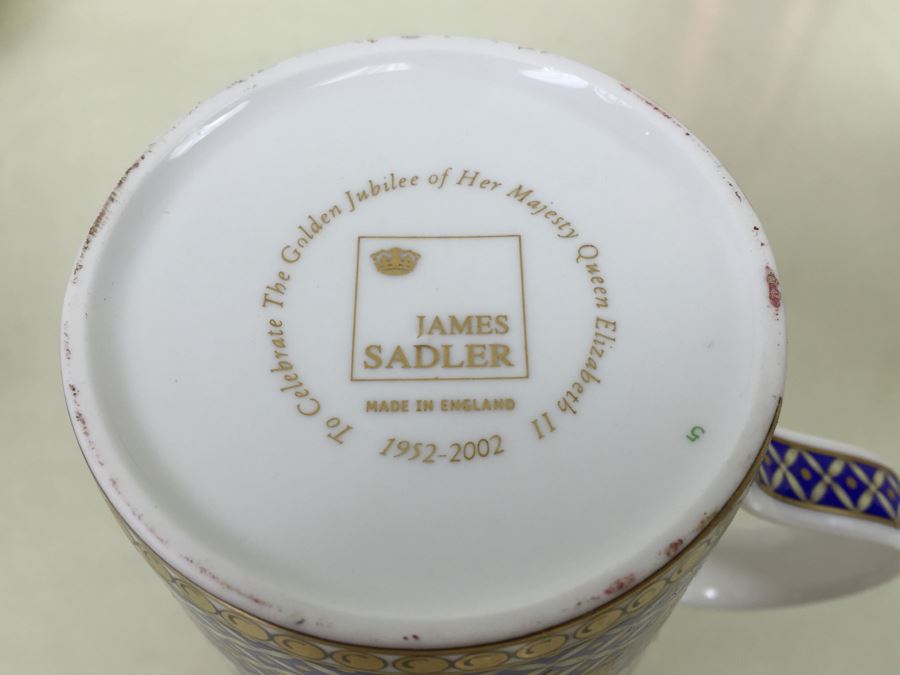 To Celebrate The Golden Jubilee of Her Majesty Queen Elizabeth II
JAMES
SADLER
MADE IN ENGLAND
1952-2002
5